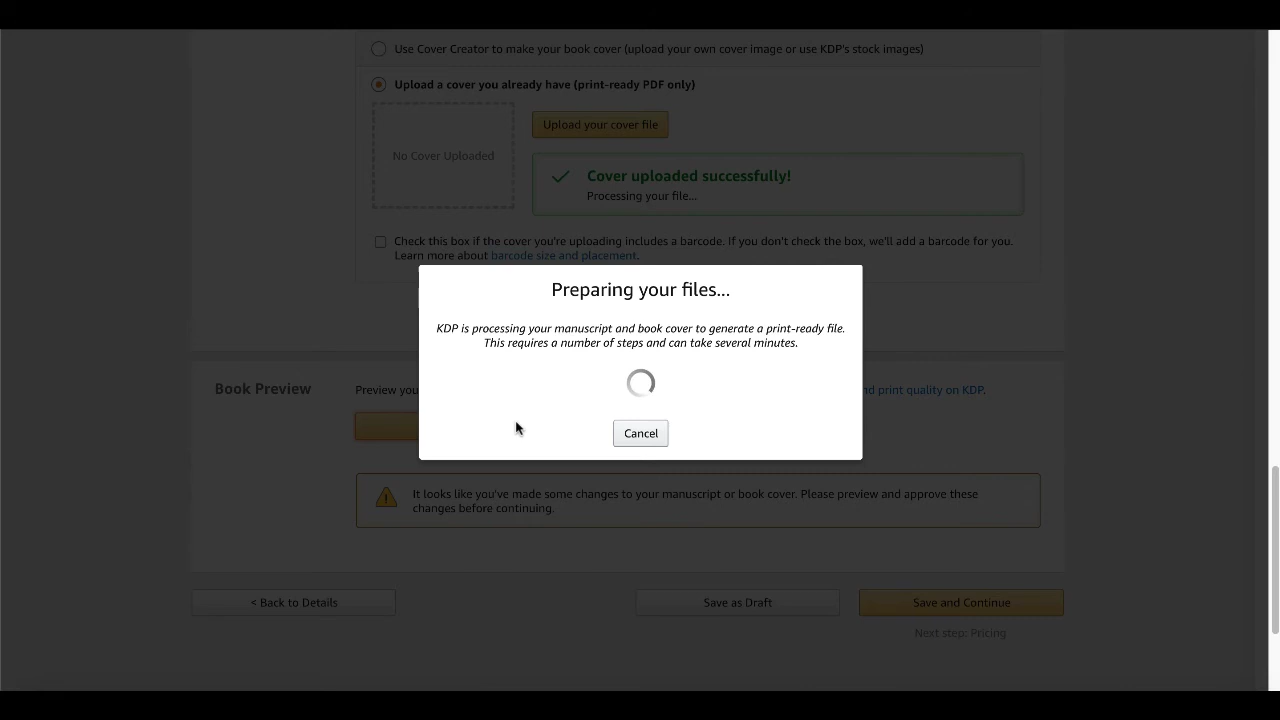 Use Cover Creator to make your book cover (upload your own cover image or use KDP's stock images)
Upload a cover you already have (print-ready PDF only)
No Cover Uploaded
Upload your cover file
Cover uploaded successfully!
Processing your file...
Check this box if the cover you're uploading includes a barcode. If you don't check the box, we'll add a barcode for you.
Learn more about barcode size and placement.
Preparing your files...
KDP is processing your manuscript and book cover to generate a print-ready file.
This requires a number of steps and can take several minutes.
Cancel
Book Preview
Preview you
nd print quality on KDP.
It looks like you've made some changes to your manuscript or book cover. Please preview and approve these
changes before continuing.
< Back to Details
Save as Draft
Save and Continue
Next step: Pricing